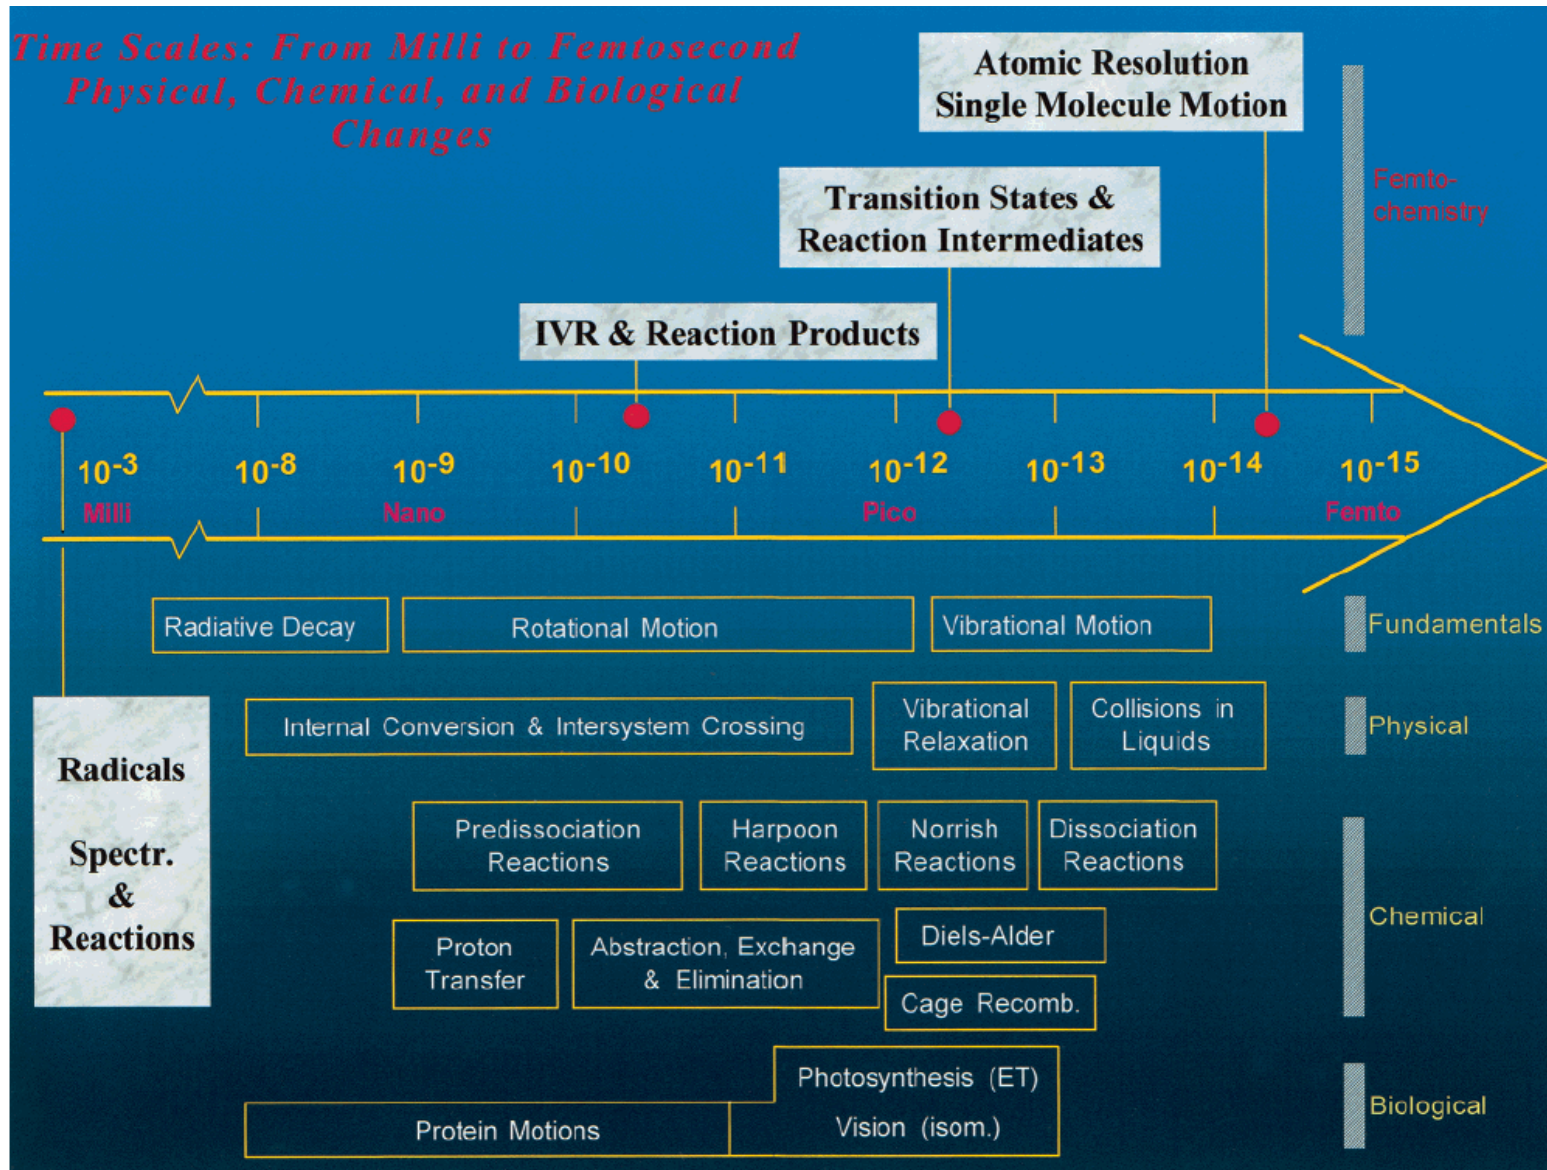 Time Scales: From Milli to Femtosecond
Physical, Chemical, and Biological
Changes
Atomic Resolution
Single Molecule Motion
Femto-
chemistry
Transition States &
Reaction Intermediates
IVR & Reaction Products
10-3 10-8 10-9 10-10 10-11 10-12 10-13 10-14 10-15
Milli Nano Pico Femto
Radiative Decay
Rotational Motion
Vibrational Motion
Fundamentals
Internal Conversion & Intersystem Crossing
Vibrational
Relaxation
Collisions in
Liquids
Physical
Radicals
Spectr.
&
Reactions
Predissociation
Reactions
Harpoon
Reactions
Norrish
Reactions
Dissociation
Reactions
Chemical
Proton
Transfer
Abstraction, Exchange
& Elimination
Diels-Alder
Cage Recomb.
Photosynthesis (ET)
Vision (isom.)
Protein Motions
Biological